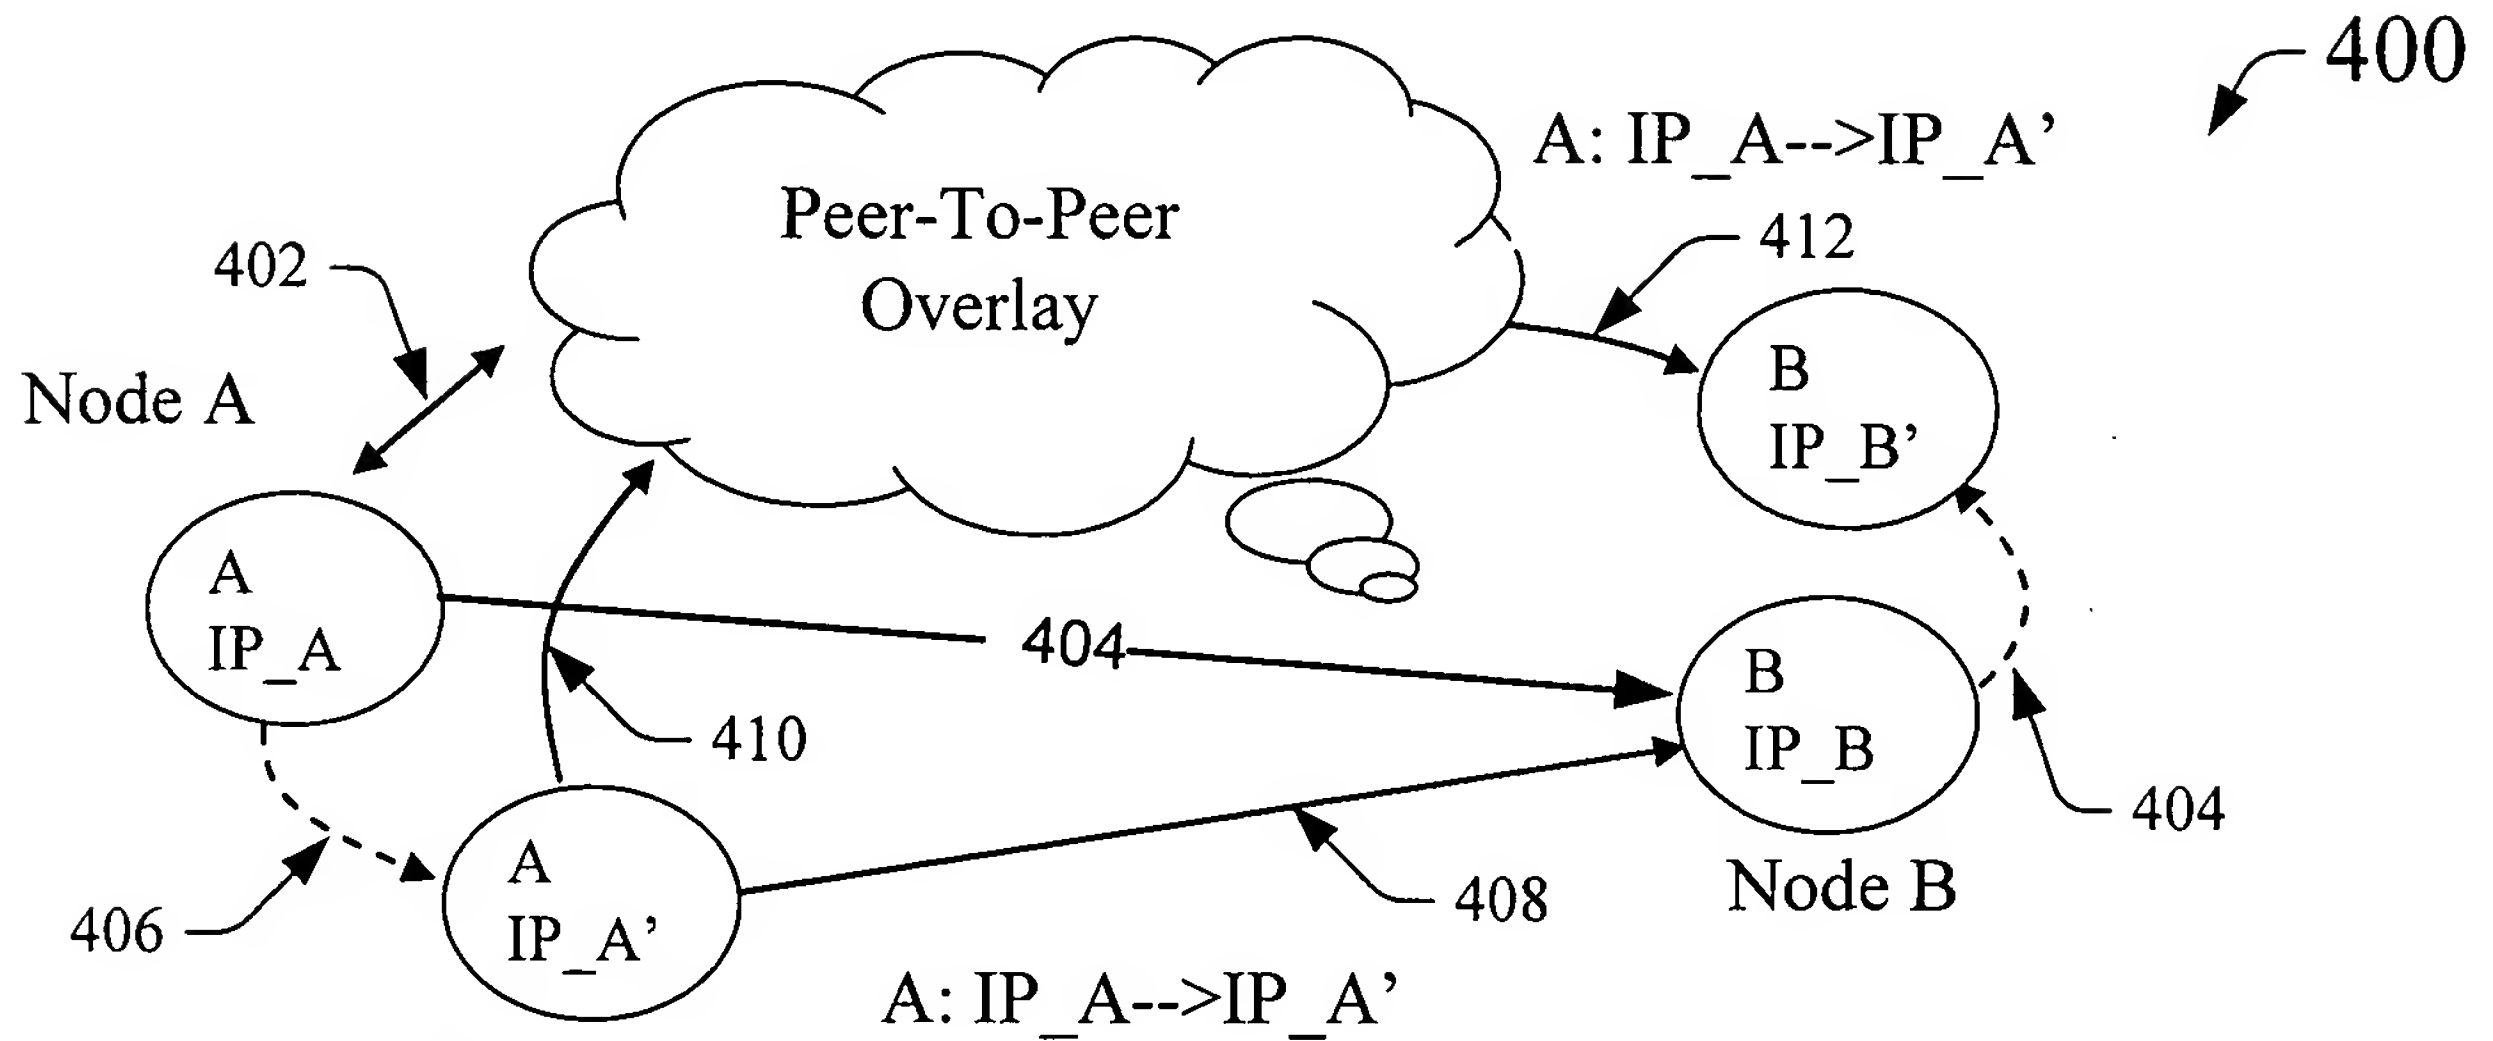 400
A: IP_A-->IP_A'
Peer-To-Peer
Overlay
402
412
Node A
B
IP_B'
A
IP_A
404
B
IP_B
410
404
A
IP_A'
408
Node B
406
A: IP_A-->IP_A'